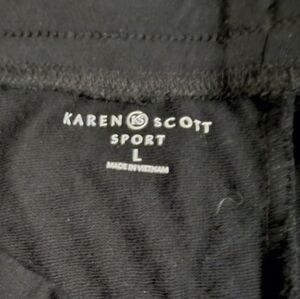 KAREN KS SCOTT
SPORT
L
MADE IN VIETNAM